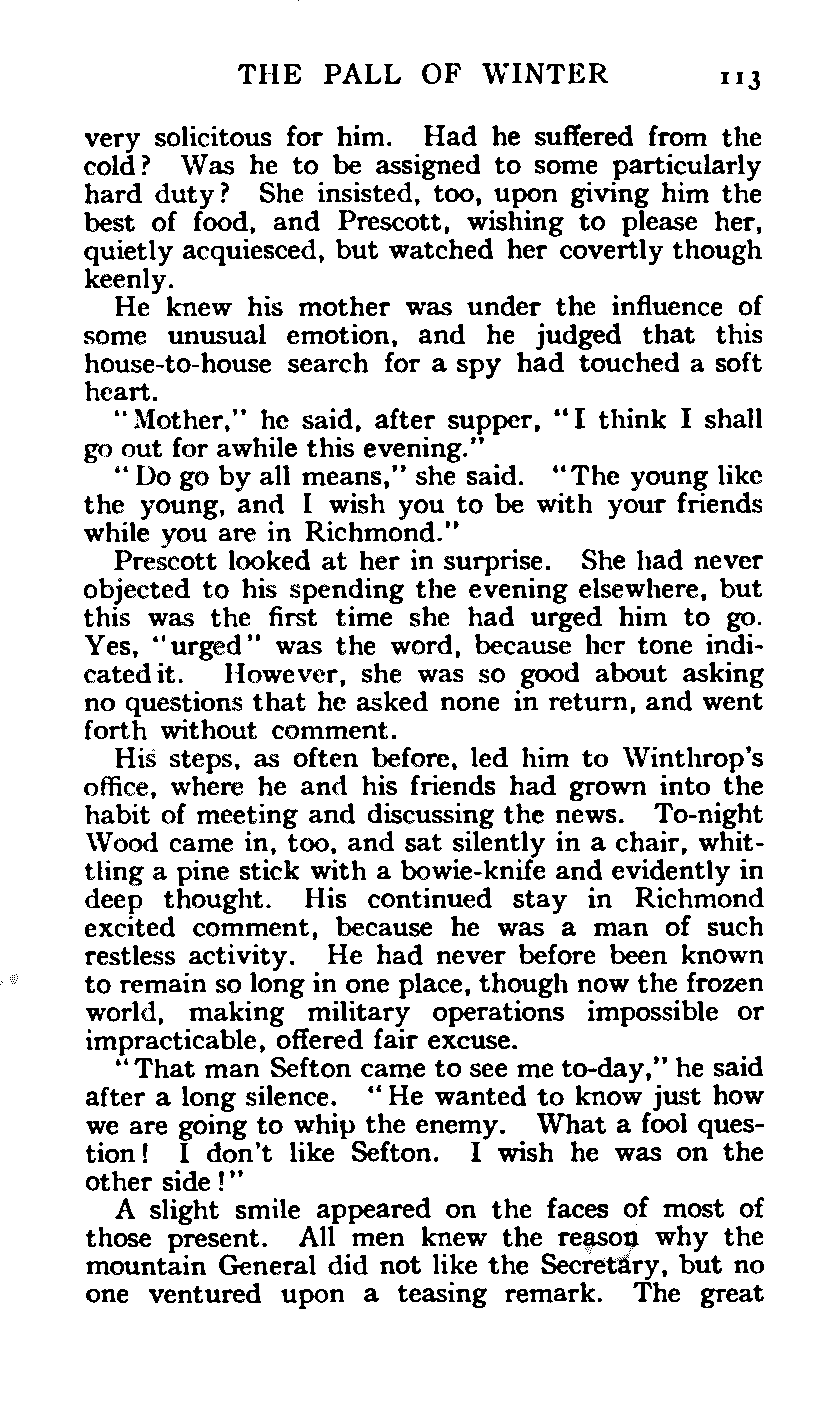 THE PALL OF WINTER 113
very solicitous for him. Had he suffered from the
cold? Was he to be assigned to some particularly
hard duty? She insisted, too, upon giving him the
best of food, and Prescott, wishing to please her,
quietly acquiesced, but watched her covertly though
keenly.
He knew his mother was under the influence of
some unusual emotion, and he judged that this
house-to-house search for a spy had touched a soft
heart.
"Mother," he said, after supper, "I think I shall
go out for awhile this evening."
"Do go by all means," she said. "The young like
the young, and I wish you to be with your friends
while you are in Richmond."
Prescott looked at her in surprise. She had never
objected to his spending the evening elsewhere, but
this was the first time she had urged him to go.
Yes, "urged" was the word, because her tone indi-
cated it. However, she was so good about asking
no questions that he asked none in return, and went
forth without comment.
His steps, as often before, led him to Winthrop's
office, where he and his friends had grown into the
habit of meeting and discussing the news. To-night
Wood came in, too, and sat silently in a chair, whit-
tling a pine stick with a bowie-knife and evidently in
deep thought. His continued stay in Richmond
excited comment, because he was a man of such
restless activity. He had never before been known
to remain so long in one place, though now the frozen
world, making military operations impossible or
impracticable, offered fair excuse.
"That man Sefton came to see me to-day," he said
after a long silence. "He wanted to know just how
we are going to whip the enemy. What a fool ques-
tion! I don't like Sefton. I wish he was on the
other side!"
A slight smile appeared on the faces of most of
those present. All men knew the reason why the
mountain General did not like the Secretary, but no
one ventured upon a teasing remark. The great